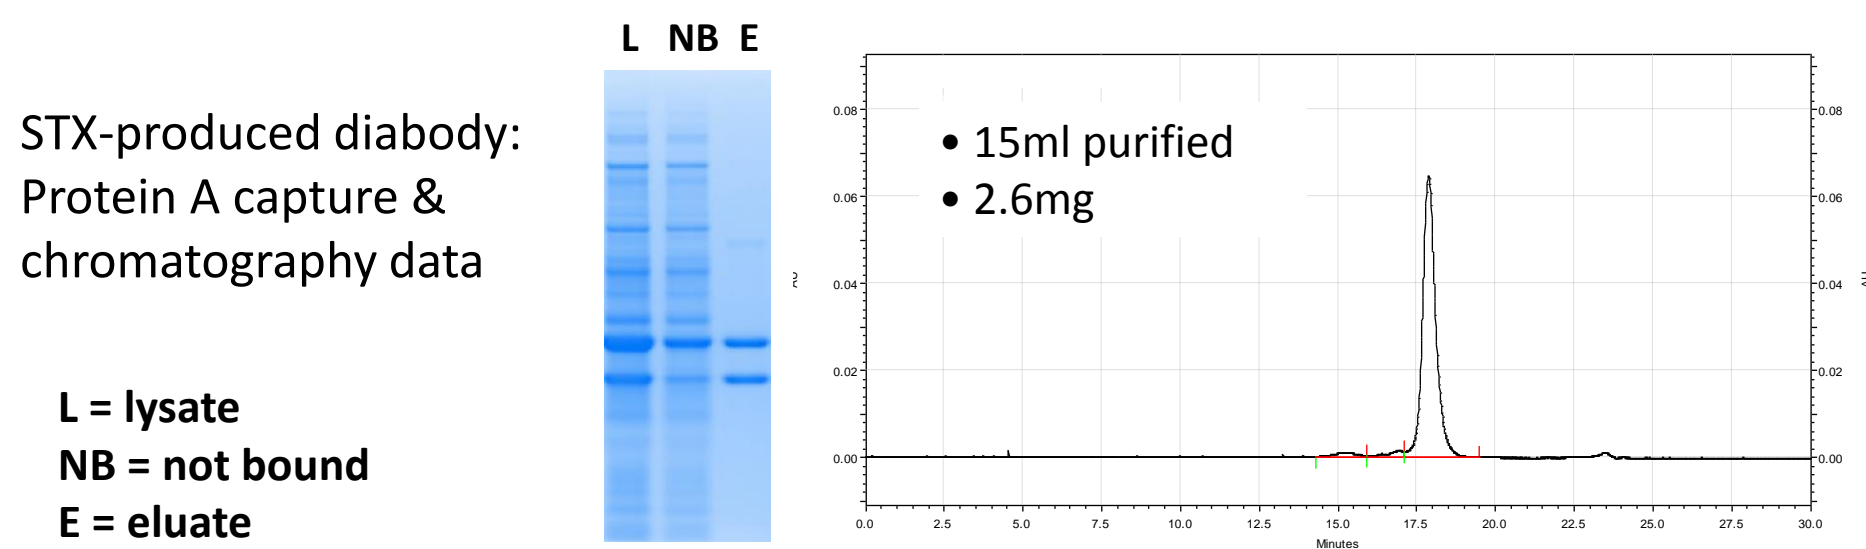 L NB E
STX-produced diabody:
Protein A capture &
chromatography data
L = lysate
NB = not bound
E = eluate
• 15ml purified
• 2.6mg
0.08
0.06
0.04
0.02
0.00
0.08
0.06
0.04
0.02
0.00
0.0 2.5 5.0 7.5 10.0 12.5 15.0 17.5 20.0 22.5 25.0 27.5 30.0
Minutes